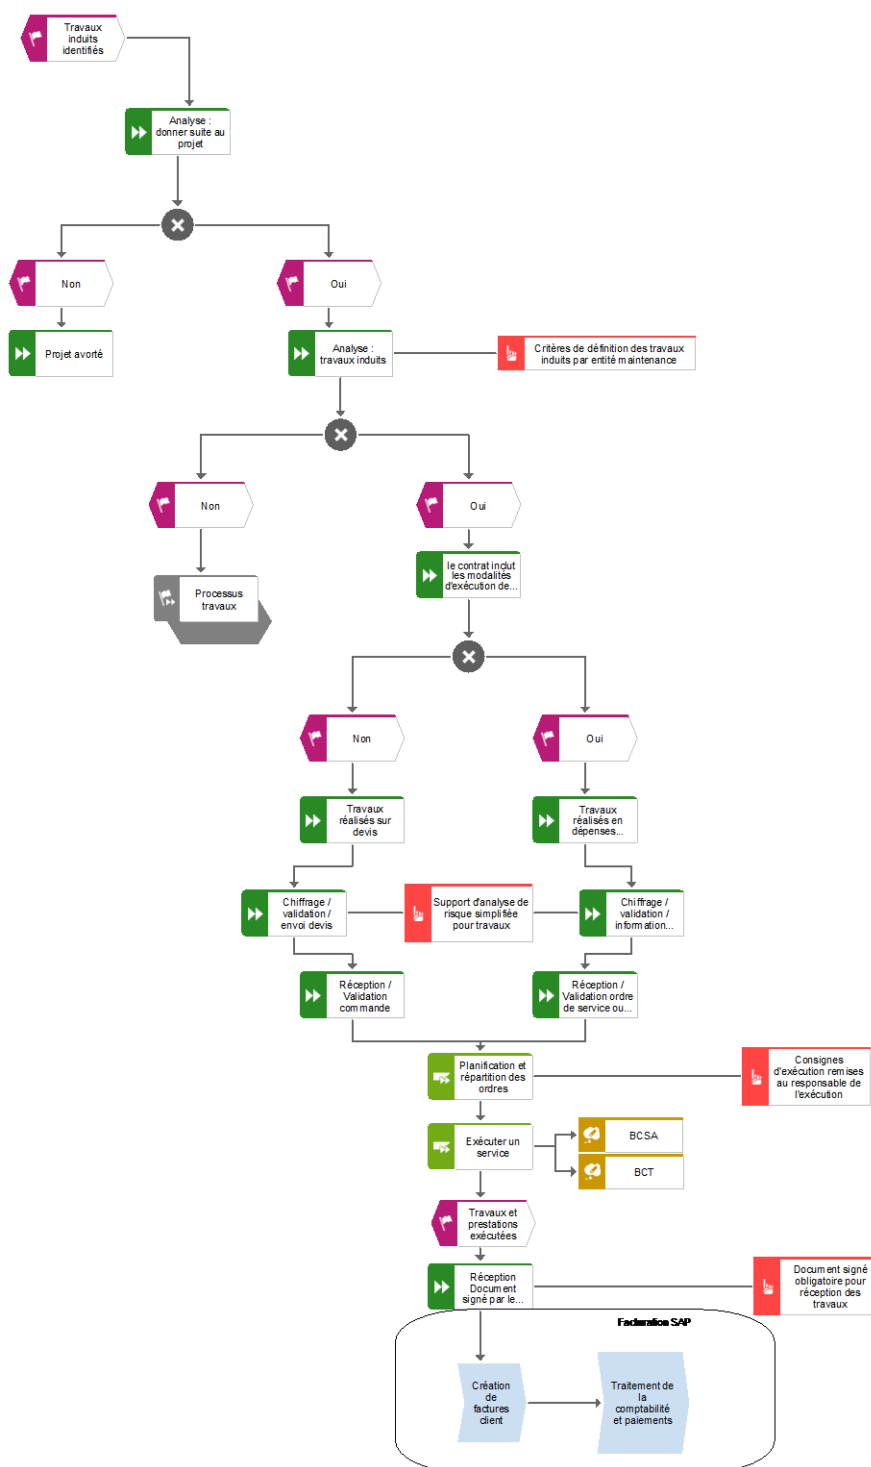 Travaux
induits
identifiés
Analyse :
donner suite au
projet
Non
Oui
Projet avorté
Analyse :
travaux induits
Critères de définition des travaux
induits par entité maintenance
Non
Oui
le contrat inclut
les modalités
d'exécution de...
Processus
travaux
Non
Oui
Travaux
réalisés sur
devis
Travaux
réalisés en
dépenses...
Chiffrage /
validation /
envoi devis
Support d'analyse de
risque simplifiée
pour travaux
Chiffrage /
validation /
information...
Réception /
Validation
commande
Réception /
Validation ordre
de service ou...
Planification et
répartition des
ordres
Consignes
d'exécution remises
au responsable de
l'exécution
Exécuter un
service
BCSA
BCT
Travaux et
prestations
exécutées
Réception
Document
signé par le...
Document signé
obligatoire pour
réception des
travaux
Facturation SAP
Création
de
factures
client
Traitement de
la
comptabilité
et paiements